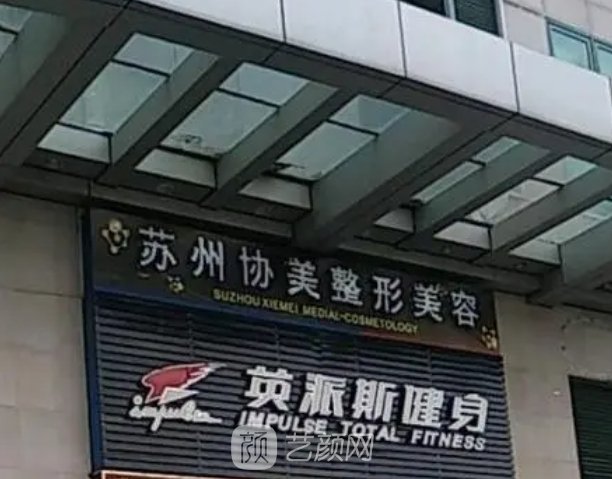 苏州协美整形美容
SUZHOU XIEMEI MEDIAL-COSMETOLOGY
英派斯健身
impulse
IMPULSE TOTAL FITNESS
颜 艺颜网